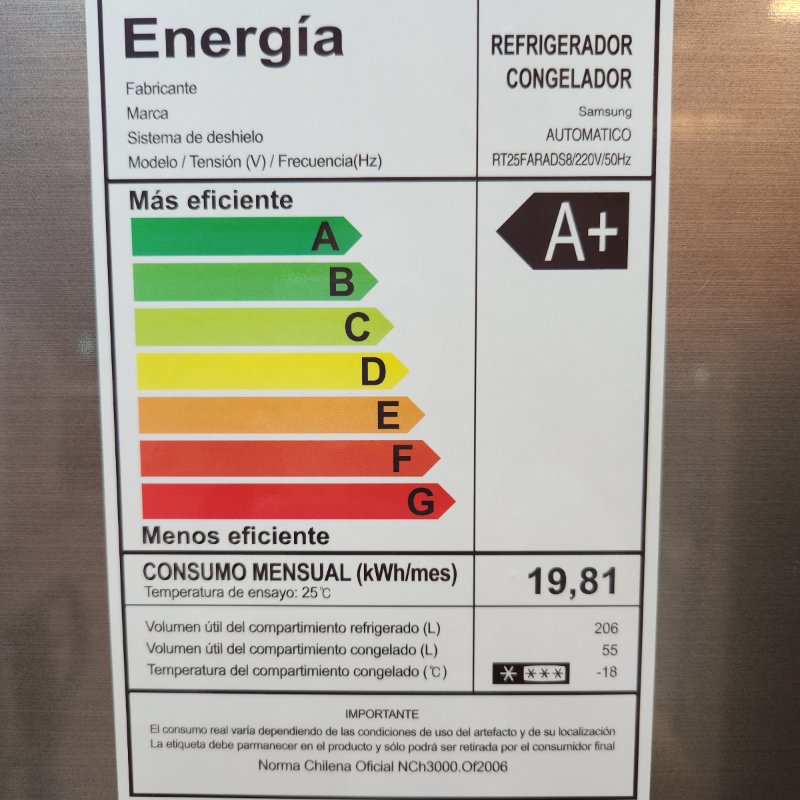 Energía
REFRIGERADOR
CONGELADOR
Fabricante
Marca Samsung
Sistema de deshielo AUTOMATICO
Modelo / Tensión (V) / Frecuencia(Hz) RT25FARADS8/220V/50Hz
Más eficiente
A A+
B
C
D
E
F
G
Menos eficiente
CONSUMO MENSUAL (kWh/mes) 19,81
Temperatura de ensayo: 25℃
Volumen útil del compartimiento refrigerado (L) 206
Volumen útil del compartimiento congelado (L) 55
Temperatura del compartimiento congelado (℃) -18
IMPORTANTE
El consumo real varía dependiendo de las condiciones de uso del artefacto y de su localización
La etiqueta debe parmanecer en el producto y sólo podrá ser retirada por el consumidor final
Norma Chilena Oficial NCh3000.Of2006